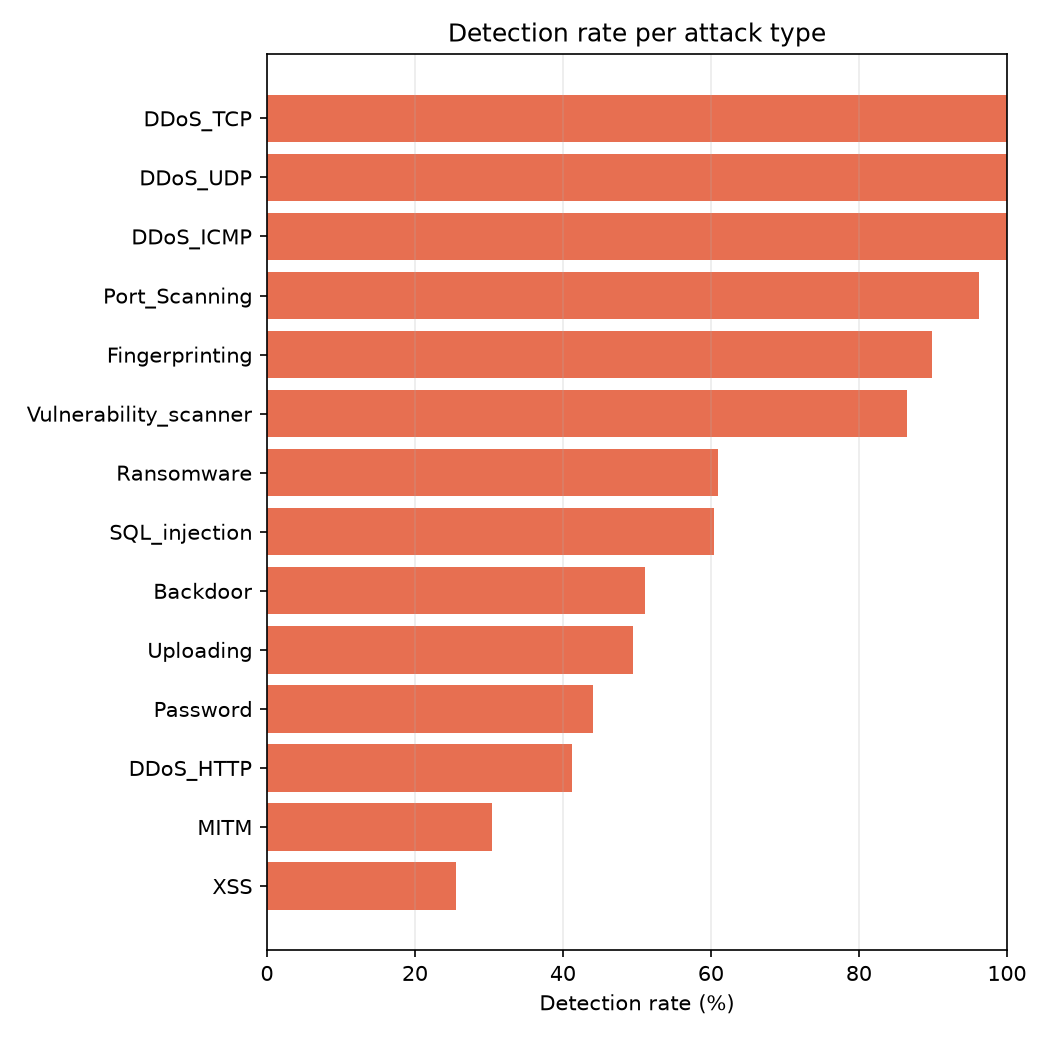 Detection rate per attack type
DDoS_TCP
DDoS_UDP
DDoS_ICMP
Port_Scanning
Fingerprinting
Vulnerability_scanner
Ransomware
SQL_injection
Backdoor
Uploading
Password
DDoS_HTTP
MITM
XSS
0 20 40 60 80 100
Detection rate (%)